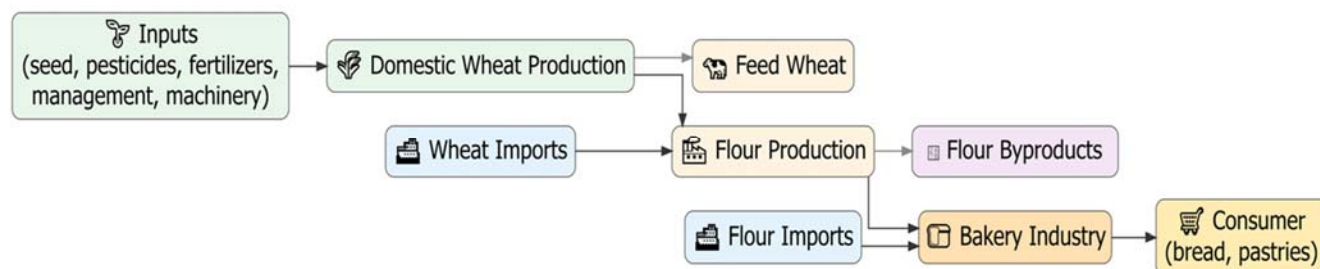 Inputs
(seed, pesticides, fertilizers,
management, machinery)
Domestic Wheat Production
Feed Wheat
Wheat Imports
Flour Production
Flour Byproducts
Flour Imports
Bakery Industry
Consumer
(bread, pastries)